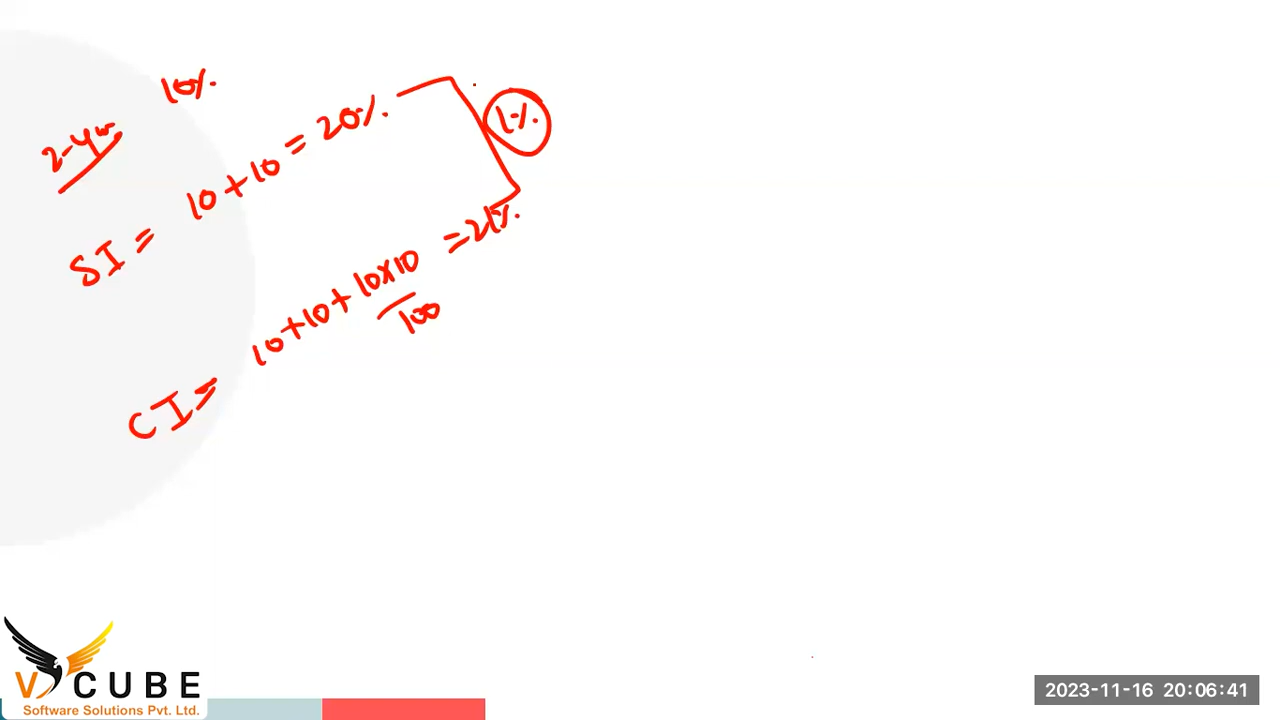 10%
2-yrs
SI = 10+10 = 20%
1%
CI = 10+10+10×10/100 = 21%
V CUBE
Software Solutions Pvt. Ltd.
2023-11-16 20:06:41